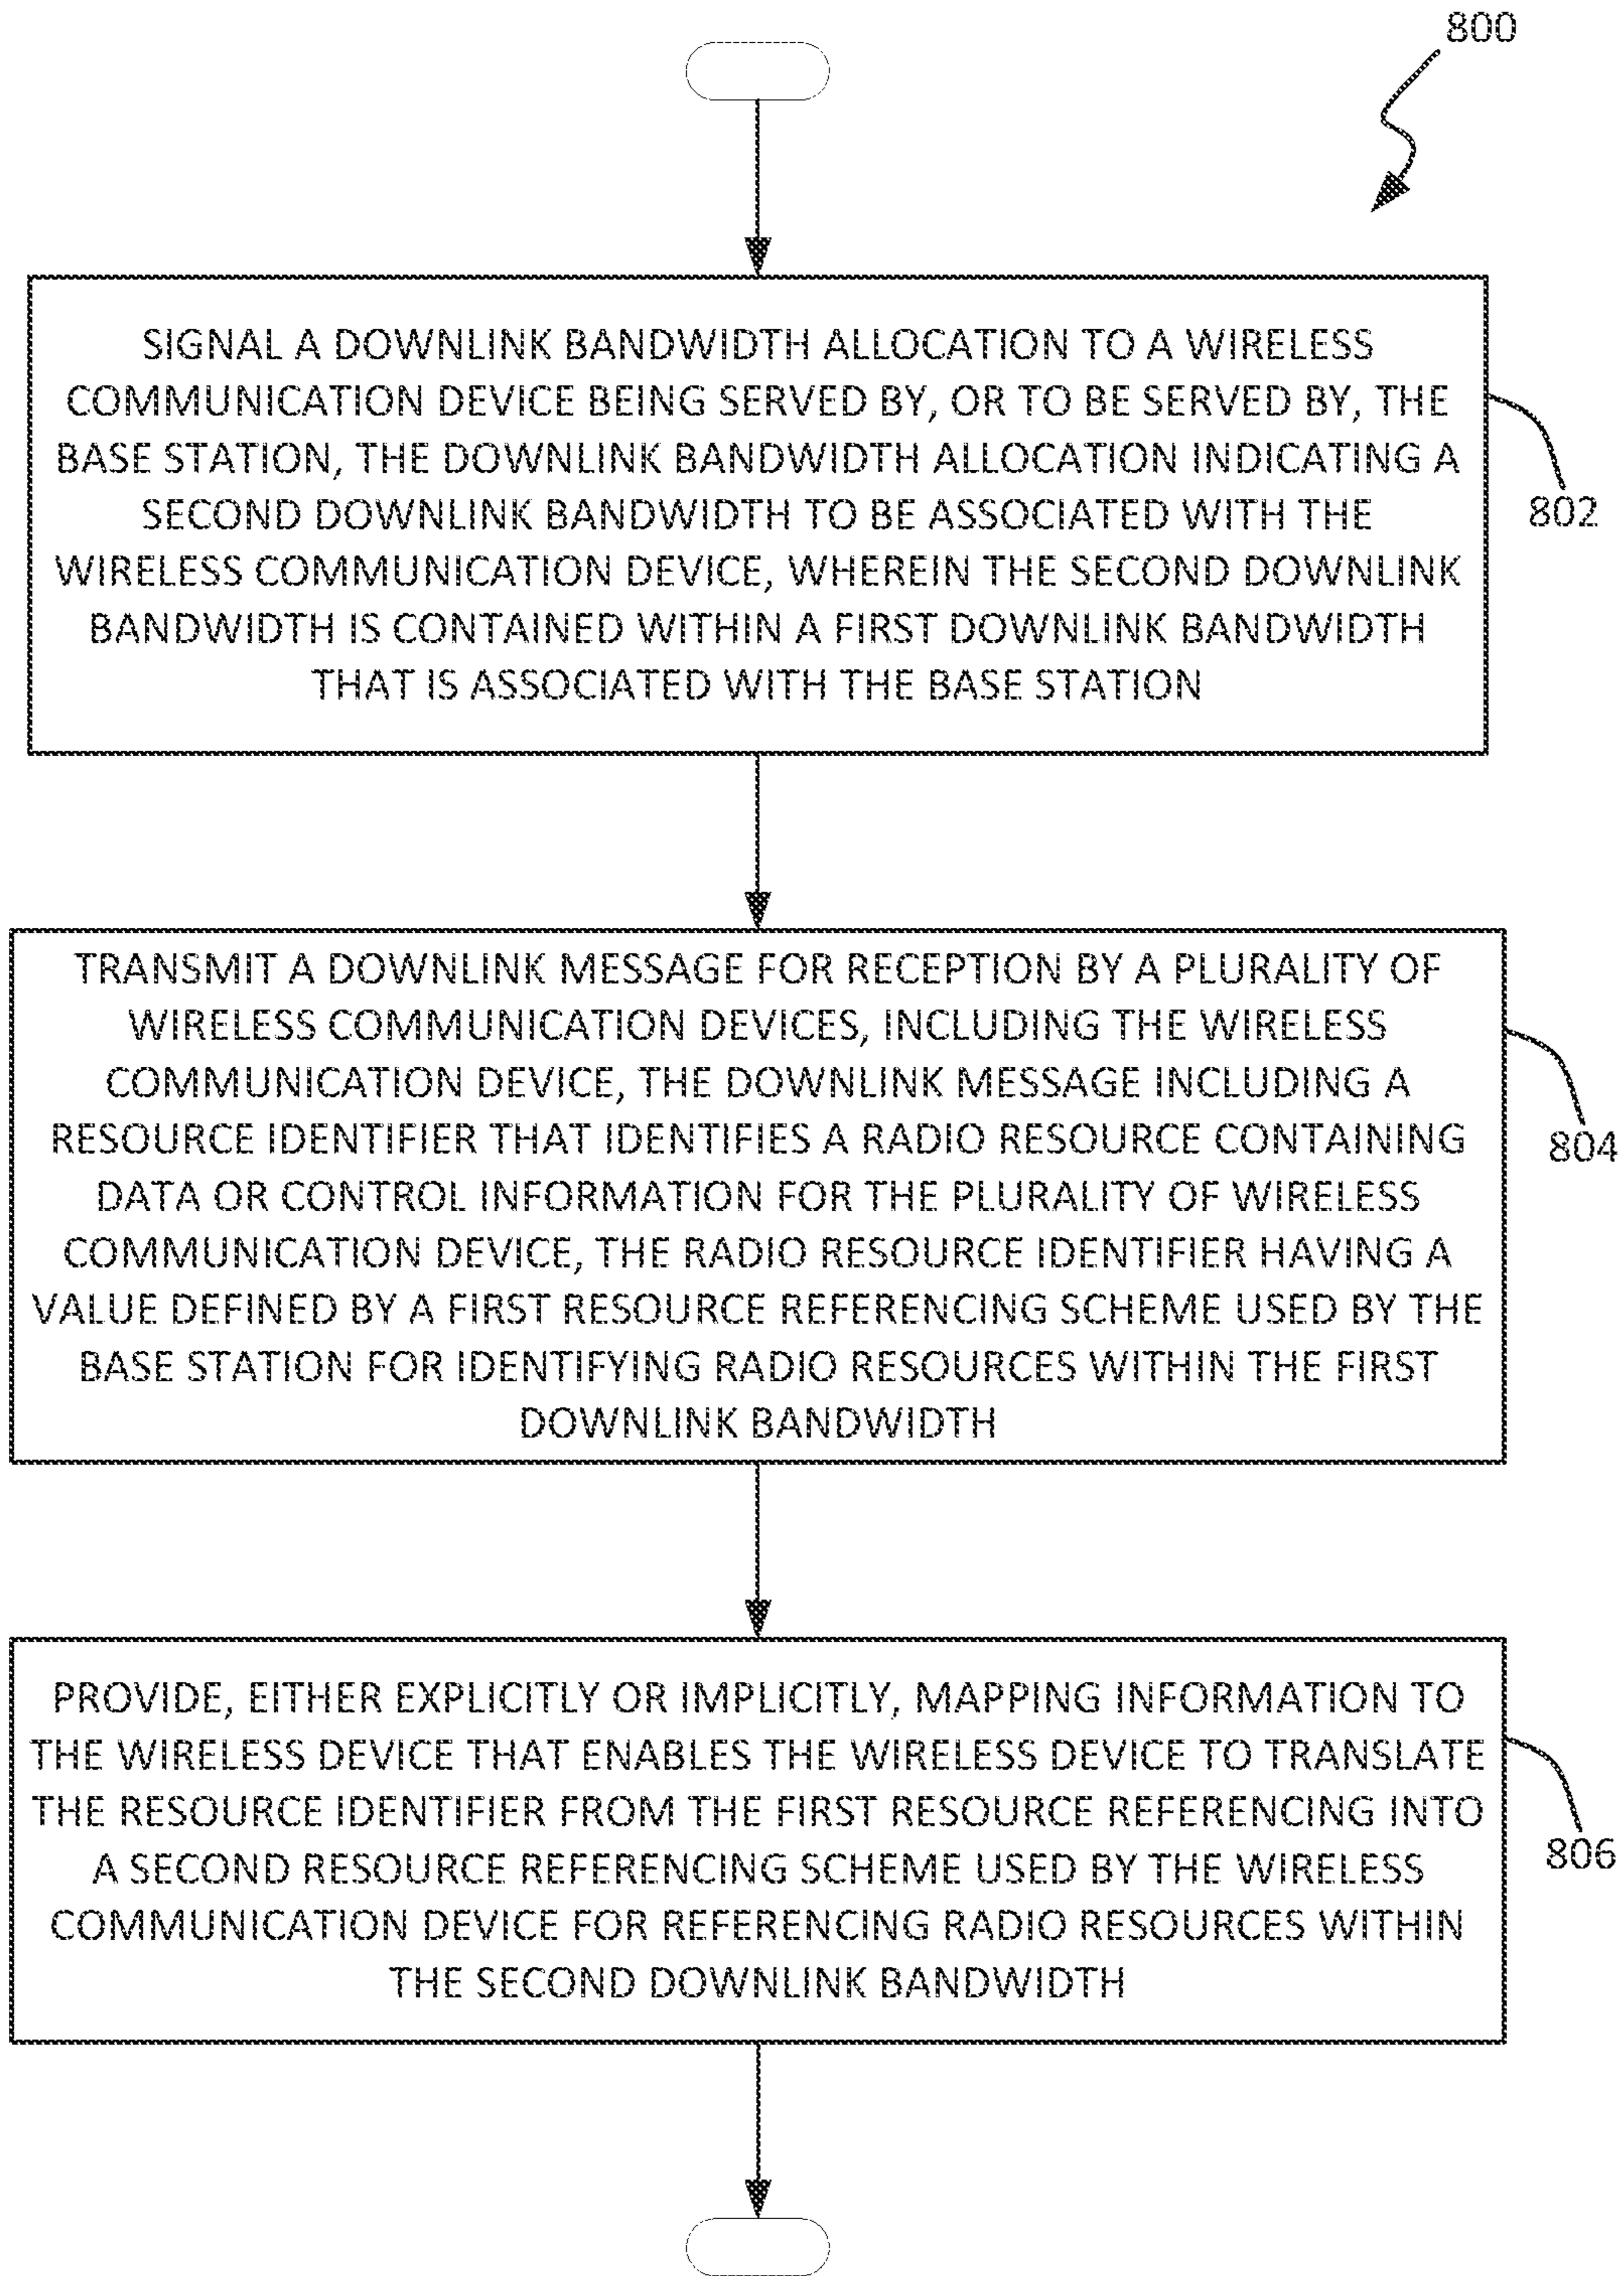 800
SIGNAL A DOWNLINK BANDWIDTH ALLOCATION TO A WIRELESS
COMMUNICATION DEVICE BEING SERVED BY, OR TO BE SERVED BY, THE
BASE STATION, THE DOWNLINK BANDWIDTH ALLOCATION INDICATING A
SECOND DOWNLINK BANDWIDTH TO BE ASSOCIATED WITH THE
WIRELESS COMMUNICATION DEVICE, WHEREIN THE SECOND DOWNLINK
BANDWIDTH IS CONTAINED WITHIN A FIRST DOWNLINK BANDWIDTH
THAT IS ASSOCIATED WITH THE BASE STATION
802
TRANSMIT A DOWNLINK MESSAGE FOR RECEPTION BY A PLURALITY OF
WIRELESS COMMUNICATION DEVICES, INCLUDING THE WIRELESS
COMMUNICATION DEVICE, THE DOWNLINK MESSAGE INCLUDING A
RESOURCE IDENTIFIER THAT IDENTIFIES A RADIO RESOURCE CONTAINING
DATA OR CONTROL INFORMATION FOR THE PLURALITY OF WIRELESS
COMMUNICATION DEVICE, THE RADIO RESOURCE IDENTIFIER HAVING A
VALUE DEFINED BY A FIRST RESOURCE REFERENCING SCHEME USED BY THE
BASE STATION FOR IDENTIFYING RADIO RESOURCES WITHIN THE FIRST
DOWNLINK BANDWIDTH
804
PROVIDE, EITHER EXPLICITLY OR IMPLICITLY, MAPPING INFORMATION TO
THE WIRELESS DEVICE THAT ENABLES THE WIRELESS DEVICE TO TRANSLATE
THE RESOURCE IDENTIFIER FROM THE FIRST RESOURCE REFERENCING INTO
A SECOND RESOURCE REFERENCING SCHEME USED BY THE WIRELESS
COMMUNICATION DEVICE FOR REFERENCING RADIO RESOURCES WITHIN
THE SECOND DOWNLINK BANDWIDTH
806